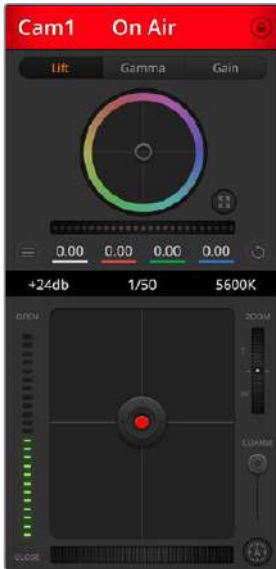 Cam1 On Air
Lift Gamma Gain
0.00 0.00 0.00 0.00
+24db 1/50 5600K
OPEN ZOOM
T
W
COARSE
CLOSE A